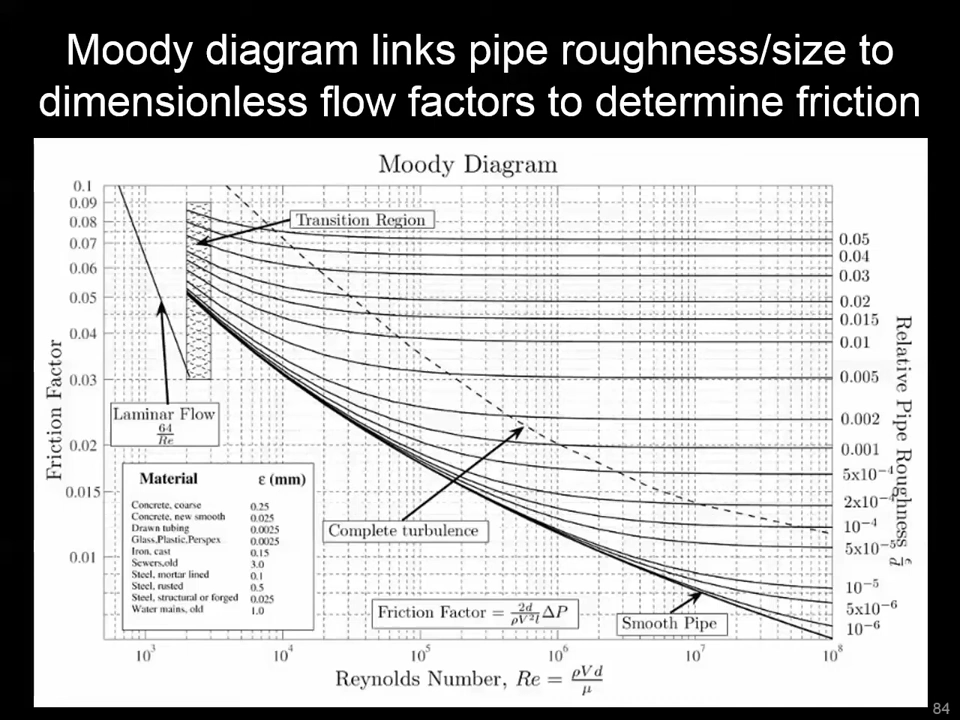 Moody diagram links pipe roughness/size to
dimensionless flow factors to determine friction
Moody Diagram
0.1
0.09
0.08
0.07
0.06
0.05
0.04
0.03
0.02
0.015
0.01
Friction Factor
Transition Region
Laminar Flow
64/Re
Complete turbulence
Smooth Pipe
Material ε (mm)
Concrete, coarse 0.25
Concrete, new smooth 0.025
Drawn tubing 0.0025
Glass,Plastic,Perspex 0.0025
Iron, cast 0.15
Sewers,old 3.0
Steel, mortar lined 0.1
Steel, rusted 0.5
Steel, structural or forged 0.025
Water mains, old 1.0
Friction Factor = 2d/ρV²l ΔP
0.05
0.04
0.03
0.02
0.015
0.01
0.005
0.002
0.001
5x10⁻⁴
2x10⁻⁴
10⁻⁴
5x10⁻⁵
10⁻⁵
5x10⁻⁶
10⁻⁶
Relative Pipe Roughness ε/d
10³ 10⁴ 10⁵ 10⁶ 10⁷ 10⁸
Reynolds Number, Re = ρVd/μ
84